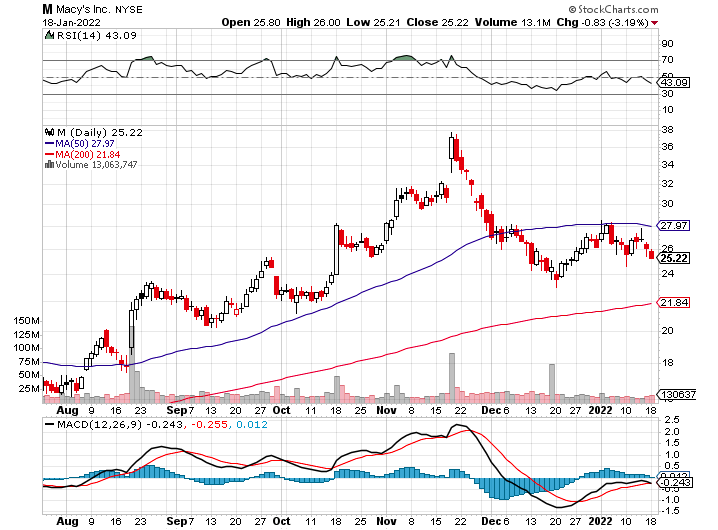 M Macy's Inc. NYSE
© StockCharts.com
18-Jan-2022
Open 25.80 High 26.00 Low 25.21 Close 25.22 Volume 13.1M Chg -0.83 (-3.19%)
RSI(14) 43.09
90
70
50
43.09
30
10
M (Daily) 25.22
MA(50) 27.97
MA(200) 21.84
Volume 13,063,747
38
36
34
32
30
27.97
26
25.22
24
21.84
20
18
150M
125M
100M
75M
50M
25M
130637
Aug 9 16 23 Sep 7 13 20 27 Oct 11 18 25 Nov 8 15 22 Dec 6 13 20 27 2022 10 18
MACD(12,26,9) -0.243, -0.255, 0.012
2.5
2.0
1.5
1.0
0.5
0.012
-0.243
-1.0
-1.5
Aug 9 16 23 Sep 7 13 20 27 Oct 11 18 25 Nov 8 15 22 Dec 6 13 20 27 2022 10 18